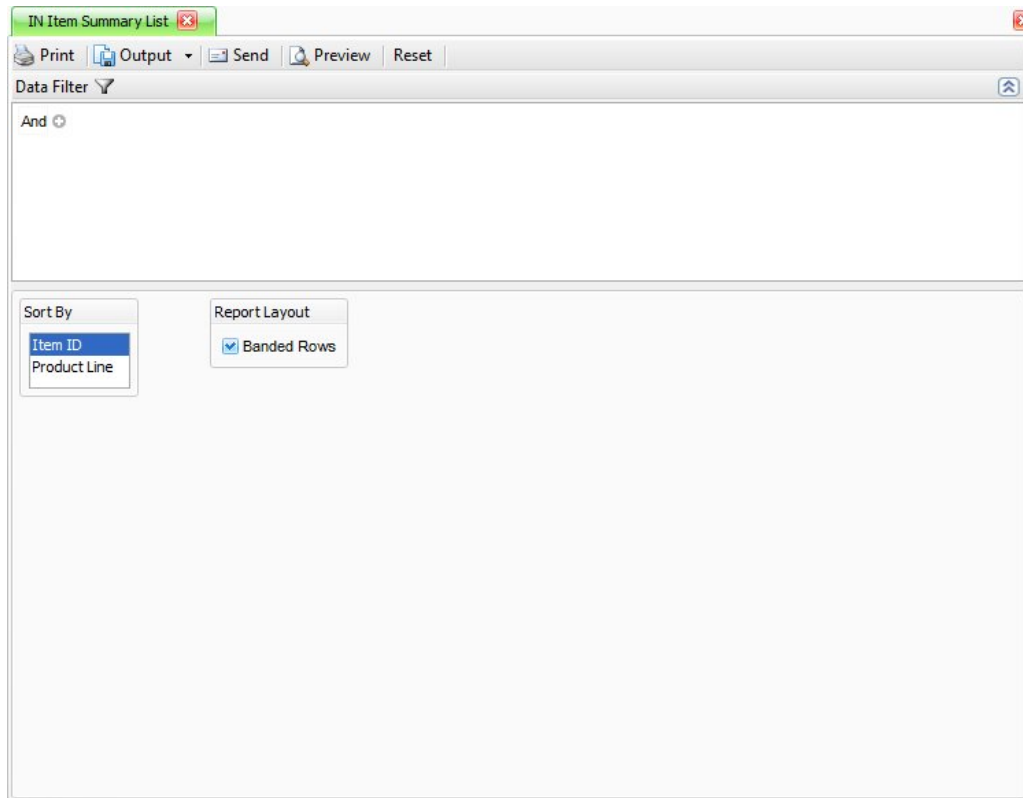 IN Item Summary List
Print Output Send Preview Reset
Data Filter
And
Sort By
Item ID
Product Line
Report Layout
Banded Rows